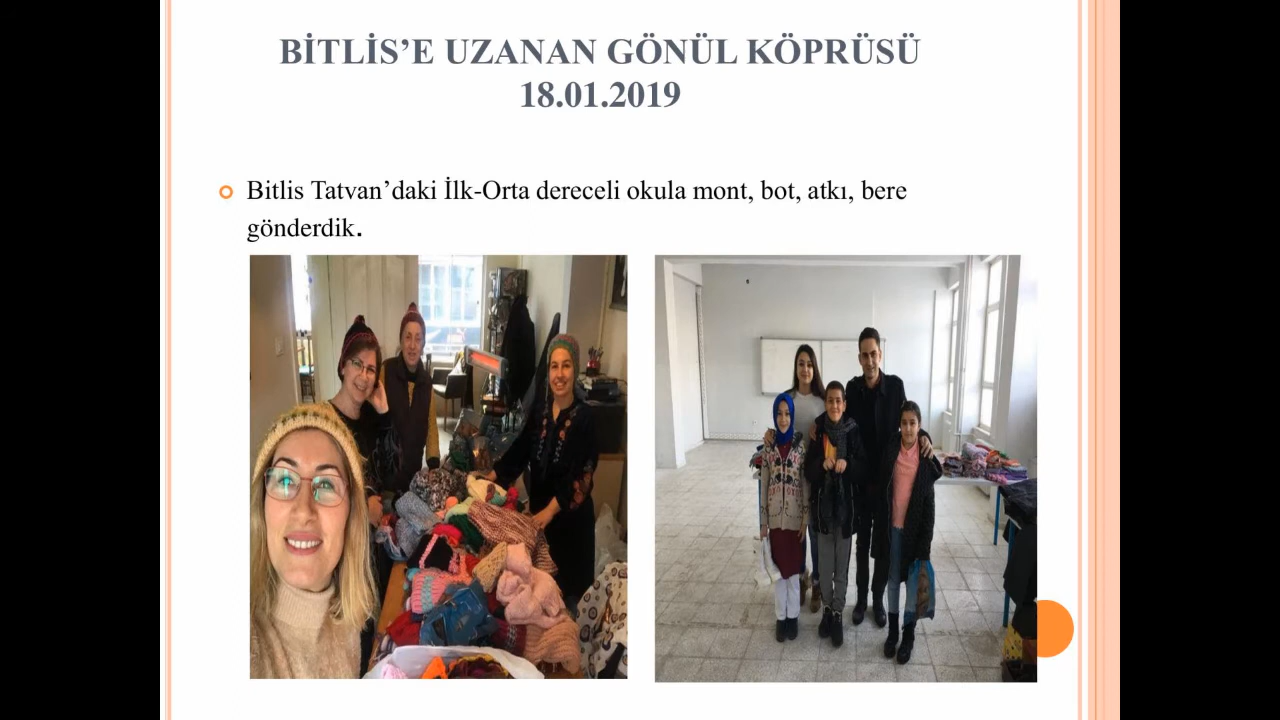 BİTLİS’E UZANAN GÖNÜL KÖPRÜSÜ
18.01.2019
Bitlis Tatvan’daki İlk-Orta dereceli okula mont, bot, atkı, bere
gönderdik.